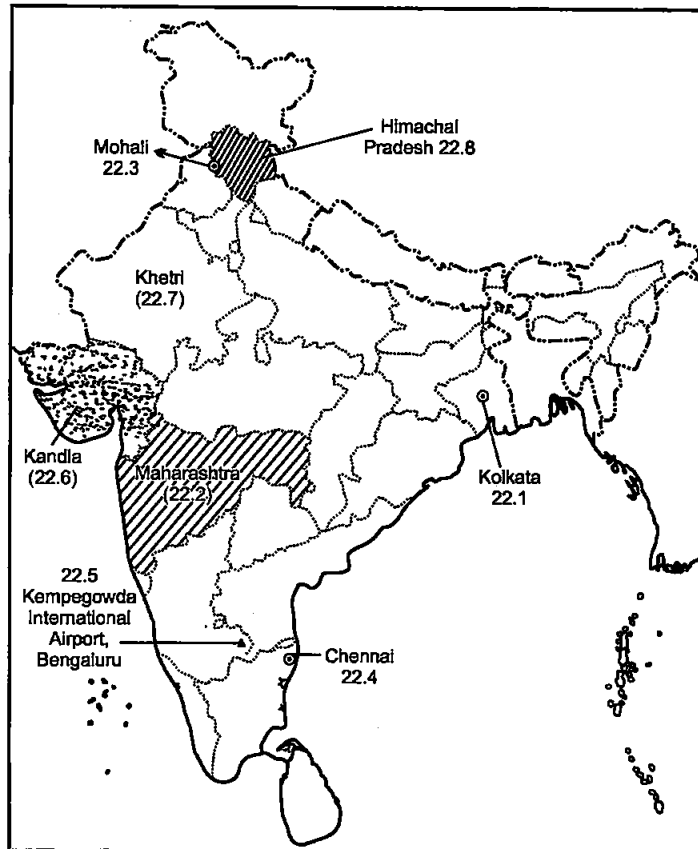 Himachal
Pradesh 22.8
Mohali
22.3
Khetri
(22.7)
Kandla
(22.6)
Maharashtra
(22.2)
Kolkata
22.1
22.5
Kempegowda
International
Airport,
Bengaluru
Chennai
22.4